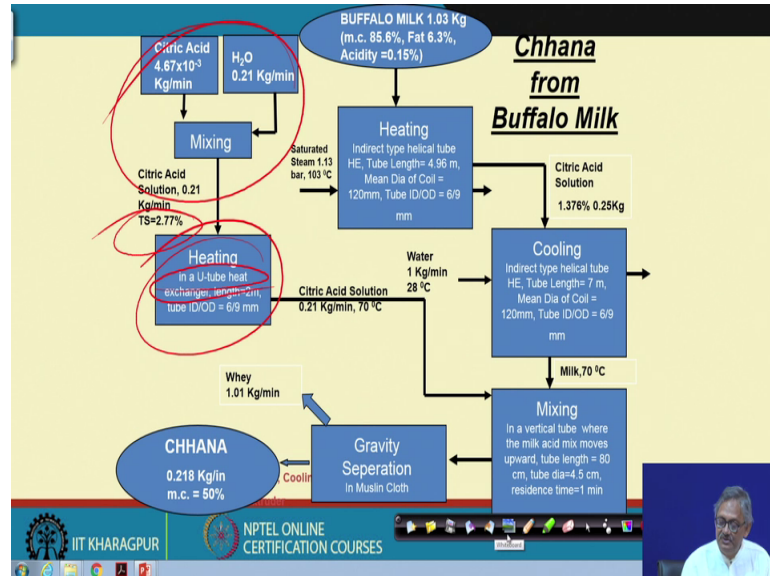 BUFFALO MILK 1.03 Kg
(m.c. 85.6%, Fat 6.3%,
Acidity =0.15%)
Chhana
from
Buffalo Milk
Citric Acid
4.67x10-3
Kg/min
H2O
0.21 Kg/min
Mixing
Citric Acid
Solution, 0.21
Kg/min
TS=2.77%
Heating
in a U-tube heat
exchanger, length=2m,
tube ID/OD = 6/9 mm
Saturated
Steam 1.13
bar, 103 0C
Heating
Indirect type helical tube
HE, Tube Length= 4.96 m,
Mean Dia of Coil =
120mm, Tube ID/OD = 6/9
mm
Citric Acid
Solution
1.376% 0.25Kg
Water
1 Kg/min
28 0C
Cooling
Indirect type helical tube
HE, Tube Length= 7 m,
Mean Dia of Coil =
120mm, Tube ID/OD = 6/9
mm
Citric Acid Solution
0.21 Kg/min, 70 0C
Milk,70 0C
Mixing
In a vertical tube where
the milk acid mix moves
upward, tube length = 80
cm, tube dia=4.5 cm,
residence time=1 min
Whey
1.01 Kg/min
Gravity
Seperation
In Muslin Cloth
CHHANA
0.218 Kg/in
m.c. = 50%
IIT KHARAGPUR
NPTEL ONLINE
CERTIFICATION COURSES
Whiteboard